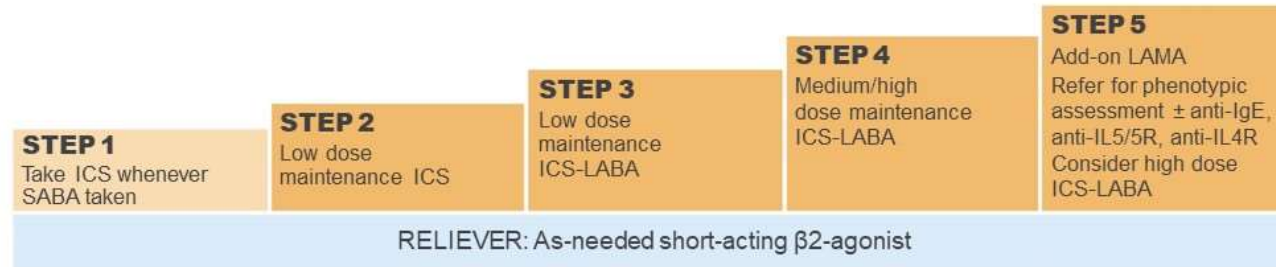 STEP 1
Take ICS whenever
SABA taken
STEP 2
Low dose
maintenance ICS
STEP 3
Low dose
maintenance
ICS-LABA
STEP 4
Medium/high
dose maintenance
ICS-LABA
STEP 5
Add-on LAMA
Refer for phenotypic
assessment ± anti-IgE,
anti-IL5/5R, anti-IL4R
Consider high dose
ICS-LABA
RELIEVER: As-needed short-acting β2-agonist